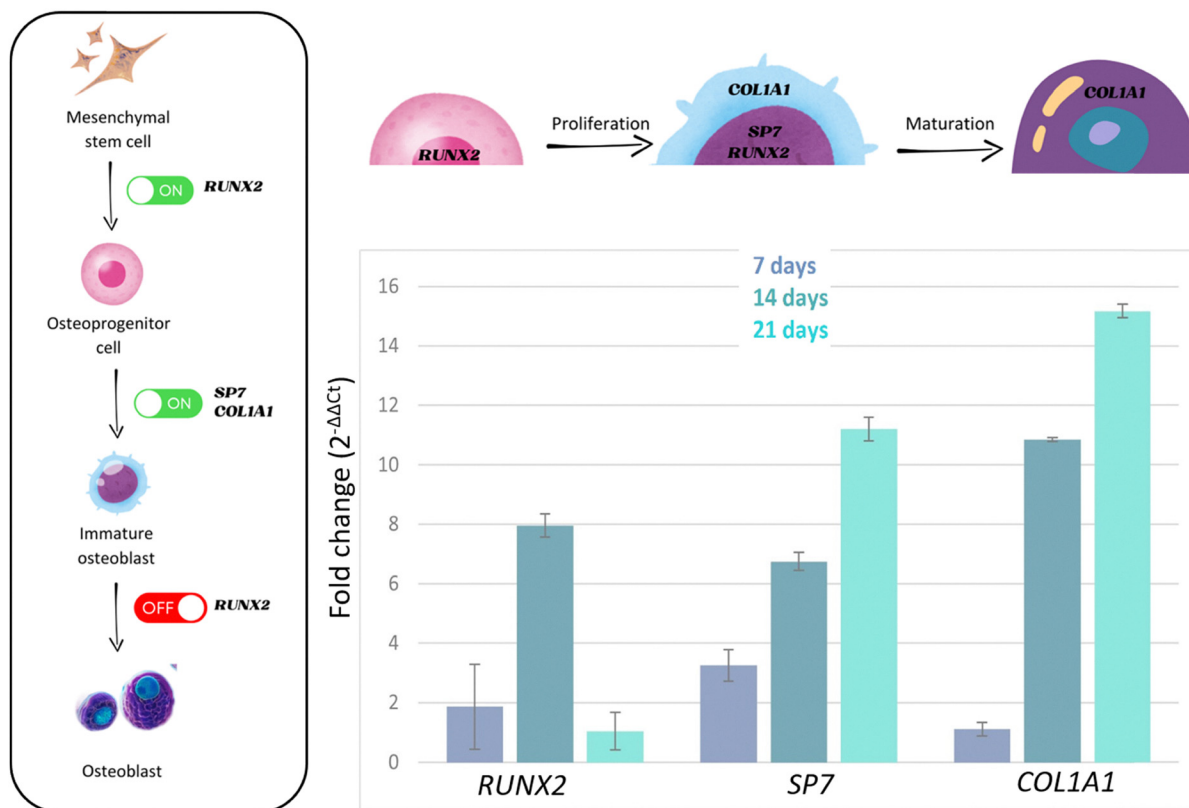 Mesenchymal
stem cell
ON
RUNX2
Osteoprogenitor
cell
ON
SP7
COL1A1
Immature
osteoblast
OFF
RUNX2
Osteoblast
RUNX2
Proliferation
COL1A1
SP7
RUNX2
Maturation
COL1A1
7 days
14 days
21 days
Fold change (2^-ΔΔCt)
16
14
12
10
8
6
4
2
0
RUNX2
SP7
COL1A1